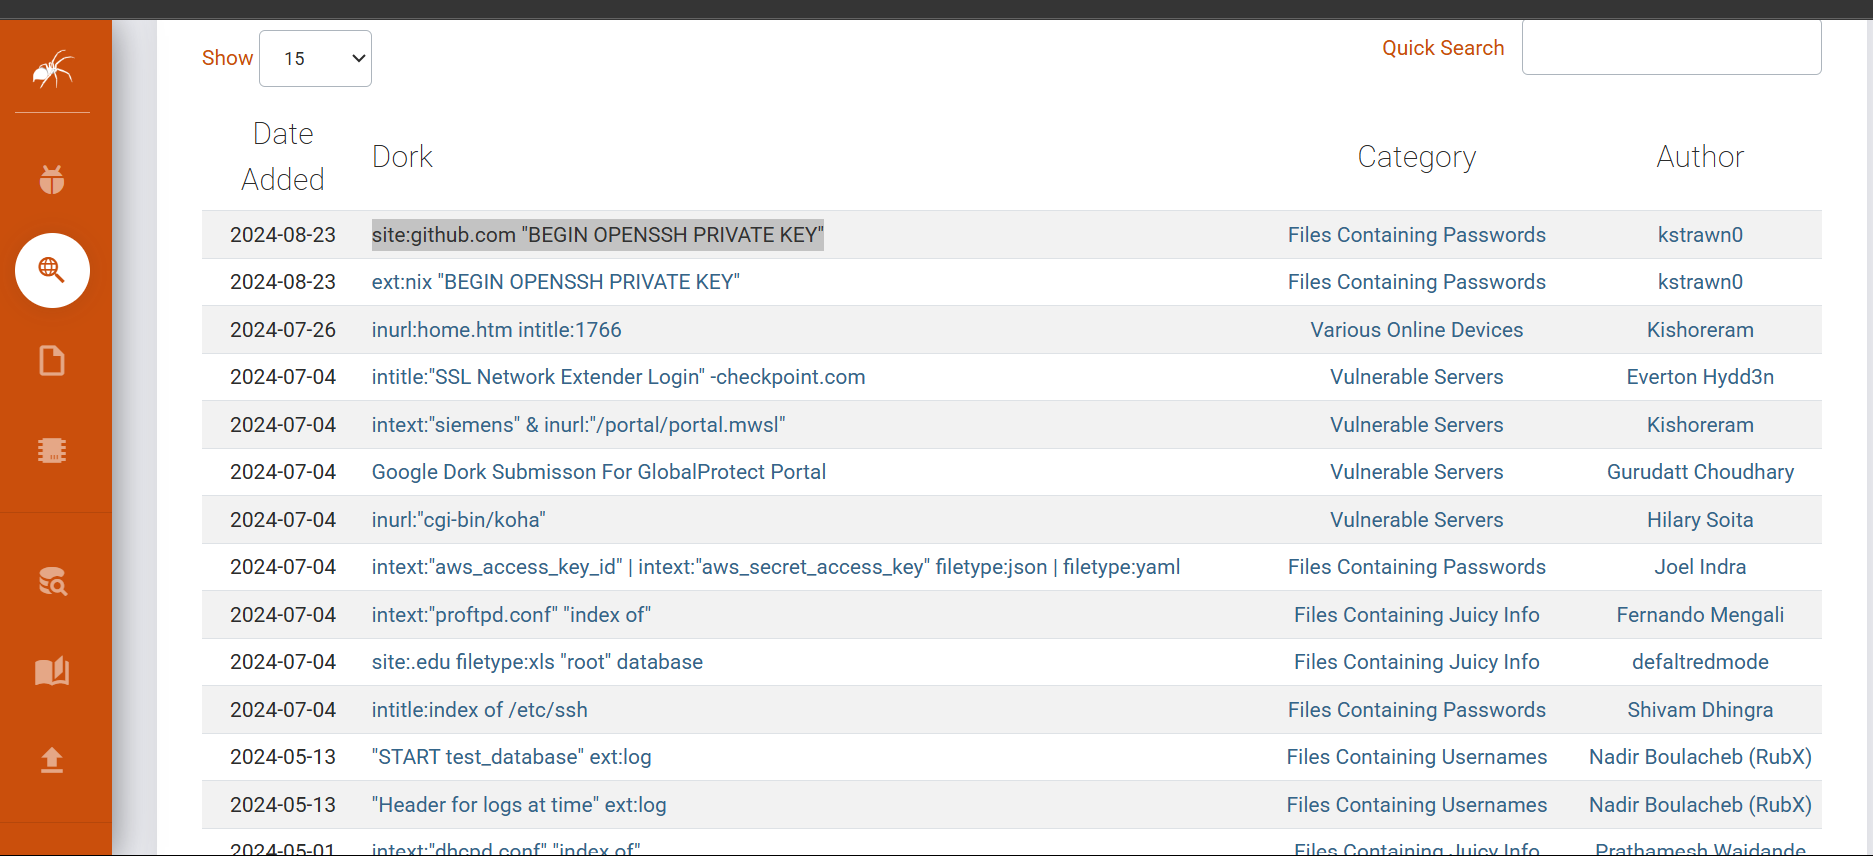 Show 15 Quick Search
Date Added Dork Category Author
2024-08-23 site:github.com "BEGIN OPENSSH PRIVATE KEY" Files Containing Passwords kstrawn0
2024-08-23 ext:nix "BEGIN OPENSSH PRIVATE KEY" Files Containing Passwords kstrawn0
2024-07-26 inurl:home.htm intitle:1766 Various Online Devices Kishoreram
2024-07-04 intitle:"SSL Network Extender Login" -checkpoint.com Vulnerable Servers Everton Hydd3n
2024-07-04 intext:"siemens" & inurl:"/portal/portal.mwsl" Vulnerable Servers Kishoreram
2024-07-04 Google Dork Submisson For GlobalProtect Portal Vulnerable Servers Gurudatt Choudhary
2024-07-04 inurl:"cgi-bin/koha" Vulnerable Servers Hilary Soita
2024-07-04 intext:"aws_access_key_id" | intext:"aws_secret_access_key" filetype:json | filetype:yaml Files Containing Passwords Joel Indra
2024-07-04 intext:"proftpd.conf" "index of" Files Containing Juicy Info Fernando Mengali
2024-07-04 site:.edu filetype:xls "root" database Files Containing Juicy Info defaltredmode
2024-07-04 intitle:index of /etc/ssh Files Containing Passwords Shivam Dhingra
2024-05-13 "START test_database" ext:log Files Containing Usernames Nadir Boulacheb (RubX)
2024-05-13 "Header for logs at time" ext:log Files Containing Usernames Nadir Boulacheb (RubX)
2024-05-01 intext:"dhcpd.conf" "index of" Files Containing Juicy Info Prathamesh Waidande